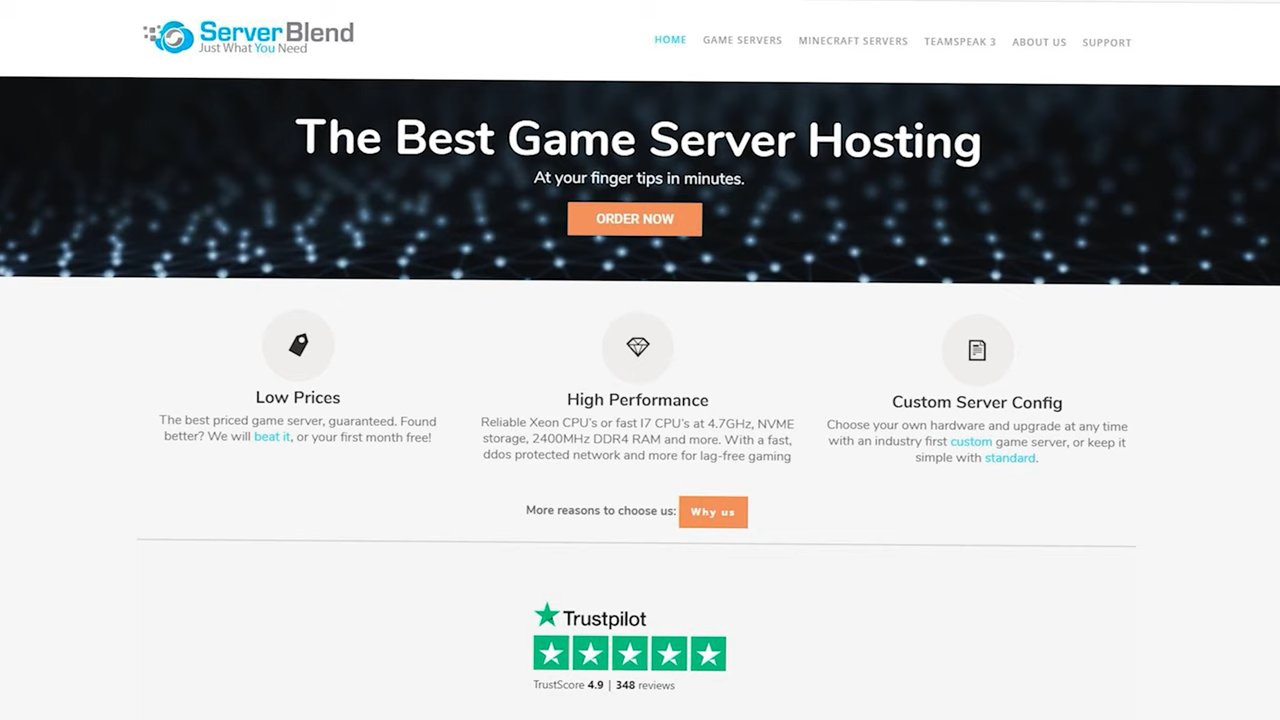 ServerBlend
Just What You Need
HOME GAME SERVERS MINECRAFT SERVERS TEAMSPEAK 3 ABOUT US SUPPORT
The Best Game Server Hosting
At your finger tips in minutes.
ORDER NOW
Low Prices
The best priced game server, guaranteed. Found
better? We will beat it, or your first month free!
High Performance
Reliable Xeon CPU's or fast I7 CPU's at 4.7GHz, NVME
storage, 2400MHz DDR4 RAM and more. With a fast,
ddos protected network and more for lag-free gaming
Custom Server Config
Choose your own hardware and upgrade at any time
with an industry first custom game server, or keep it
simple with standard.
More reasons to choose us: Why us
Trustpilot
TrustScore 4.9 | 348 reviews